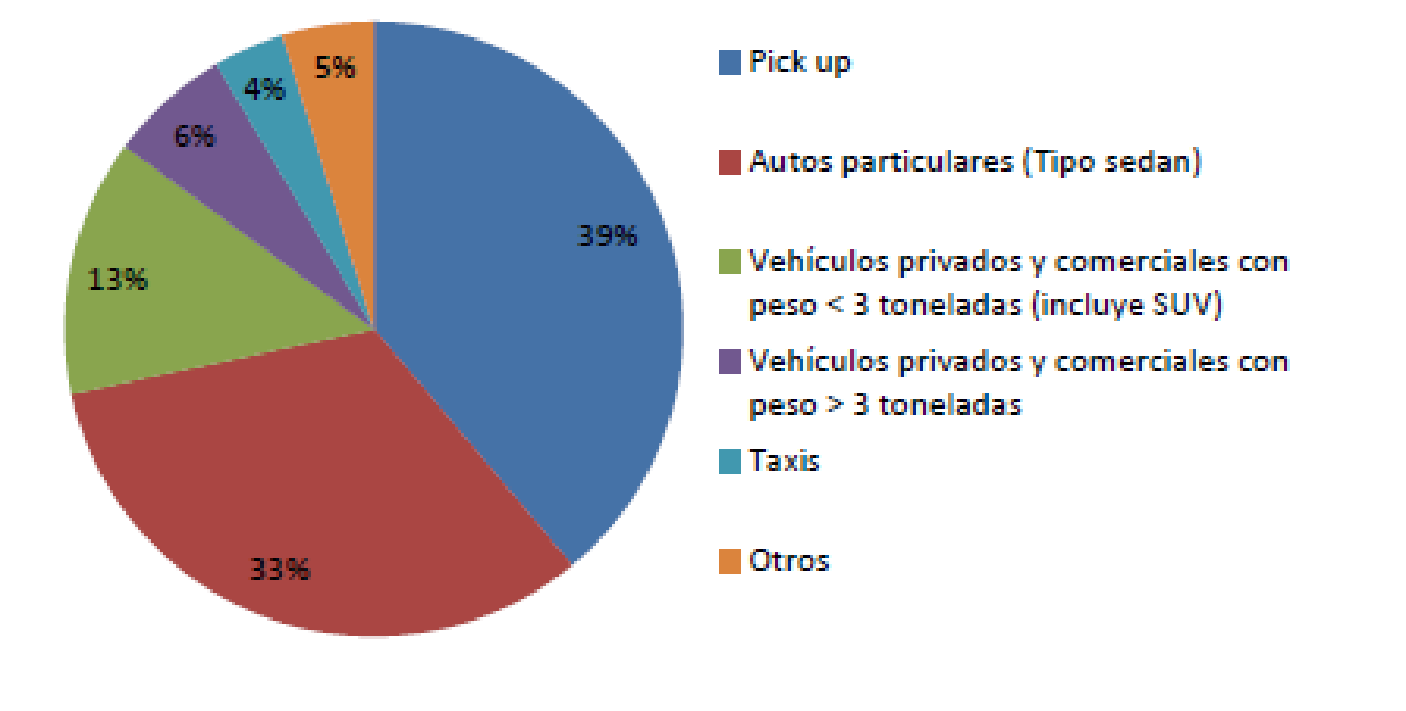 5%
4%
6%
39%
13%
33%
Pick up
Autos particulares (Tipo sedan)
Vehículos privados y comerciales con
peso < 3 toneladas (incluye SUV)
Vehículos privados y comerciales con
peso > 3 toneladas
Taxis
Otros